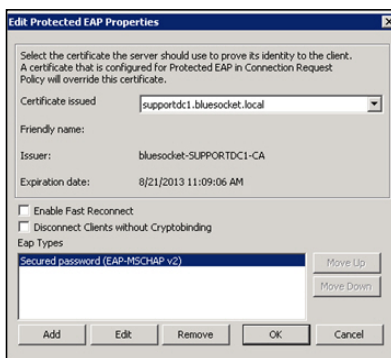 Edit Protected EAP Properties
Select the certificate the server should use to prove its identity to the client.
A certificate that is configured for Protected EAP in Connection Request
Policy will override this certificate.
Certificate issued
supportdc1.bluesocket.local
Friendly name:
Issuer:
bluesocket-SUPPORTDC1-CA
Expiration date:
8/21/2013 11:09:06 AM
Enable Fast Reconnect
Disconnect Clients without Cryptobinding
Eap Types
Secured password (EAP-MSCHAP v2)
Move Up
Move Down
Add
Edit
Remove
OK
Cancel